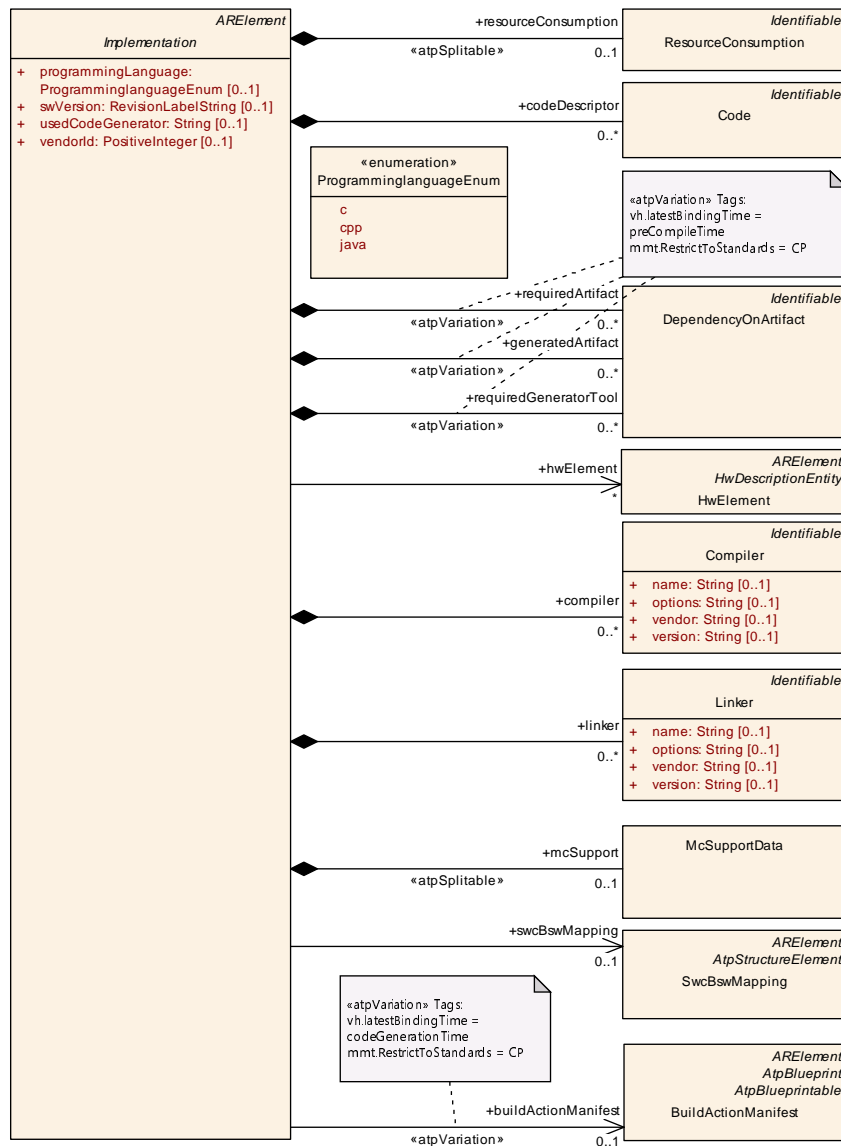 ARElement
Implementation
+ programmingLanguage:
ProgramminglanguageEnum [0..1]
+ swVersion: RevisionLabelString [0..1]
+ usedCodeGenerator: String [0..1]
+ vendorId: PositiveInteger [0..1]
+resourceConsumption
«atpSplitable»
0..1
Identifiable
ResourceConsumption
+codeDescriptor
0..*
Identifiable
Code
«enumeration»
ProgramminglanguageEnum
c
cpp
java
«atpVariation» Tags:
vh.latestBindingTime =
preCompileTime
mmt.RestrictToStandards = CP
+requiredArtifact
«atpVariation»
0..*
+generatedArtifact
«atpVariation»
0..*
+requiredGeneratorTool
«atpVariation»
0..*
Identifiable
DependencyOnArtifact
+hwElement
*
ARElement
HwDescriptionEntity
HwElement
+compiler
0..*
Identifiable
Compiler
+ name: String [0..1]
+ options: String [0..1]
+ vendor: String [0..1]
+ version: String [0..1]
+linker
0..*
Identifiable
Linker
+ name: String [0..1]
+ options: String [0..1]
+ vendor: String [0..1]
+ version: String [0..1]
+mcSupport
«atpSplitable»
0..1
McSupportData
+swcBswMapping
0..1
ARElement
AtpStructureElement
SwcBswMapping
«atpVariation» Tags:
vh.latestBindingTime =
codeGenerationTime
mmt.RestrictToStandards = CP
+buildActionManifest
«atpVariation»
0..1
ARElement
AtpBlueprint
AtpBlueprintable
BuildActionManifest